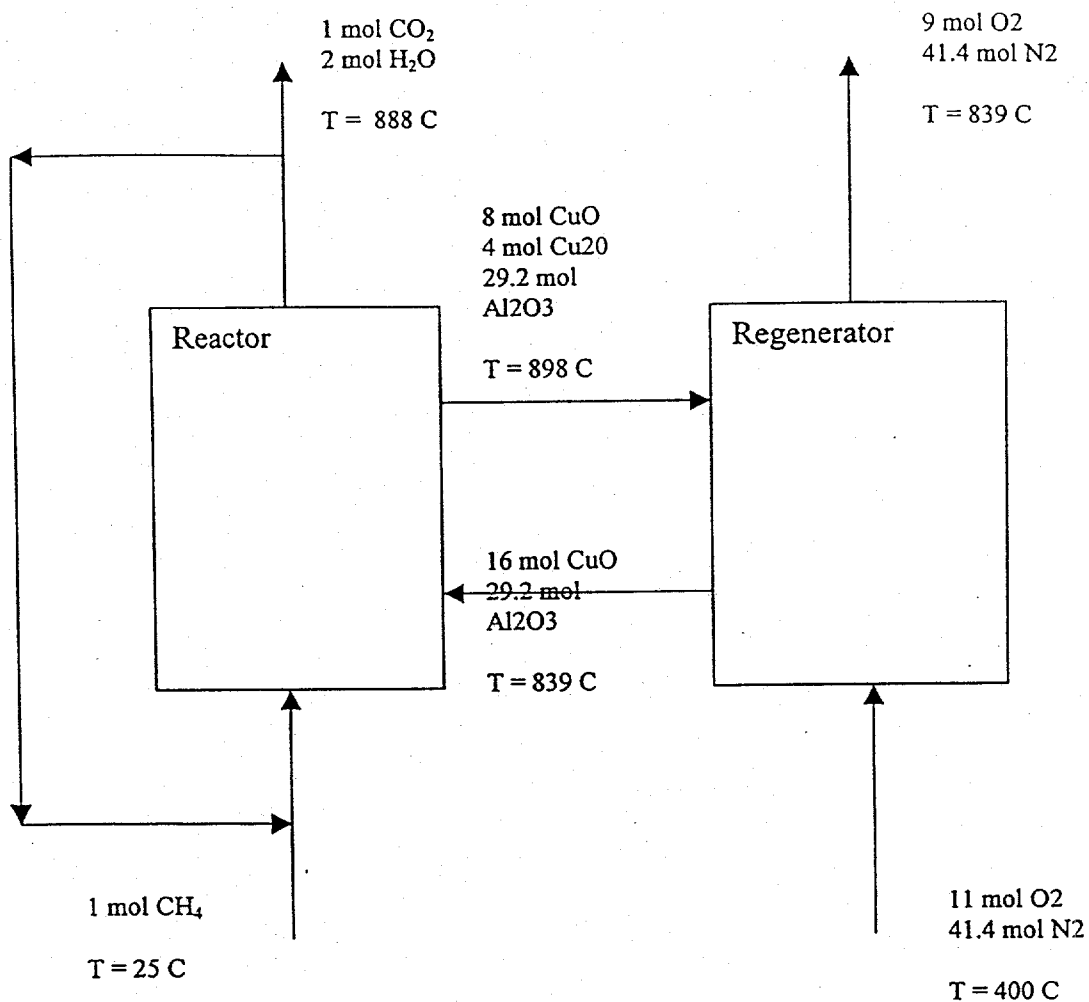 1 mol CO₂
2 mol H₂O
T = 888 C
9 mol O2
41.4 mol N2
T = 839 C
8 mol CuO
4 mol Cu20
29.2 mol
Al2O3
T = 898 C
Reactor
Regenerator
16 mol CuO
29.2 mol
Al2O3
T = 839 C
1 mol CH₄
T = 25 C
11 mol O2
41.4 mol N2
T = 400 C